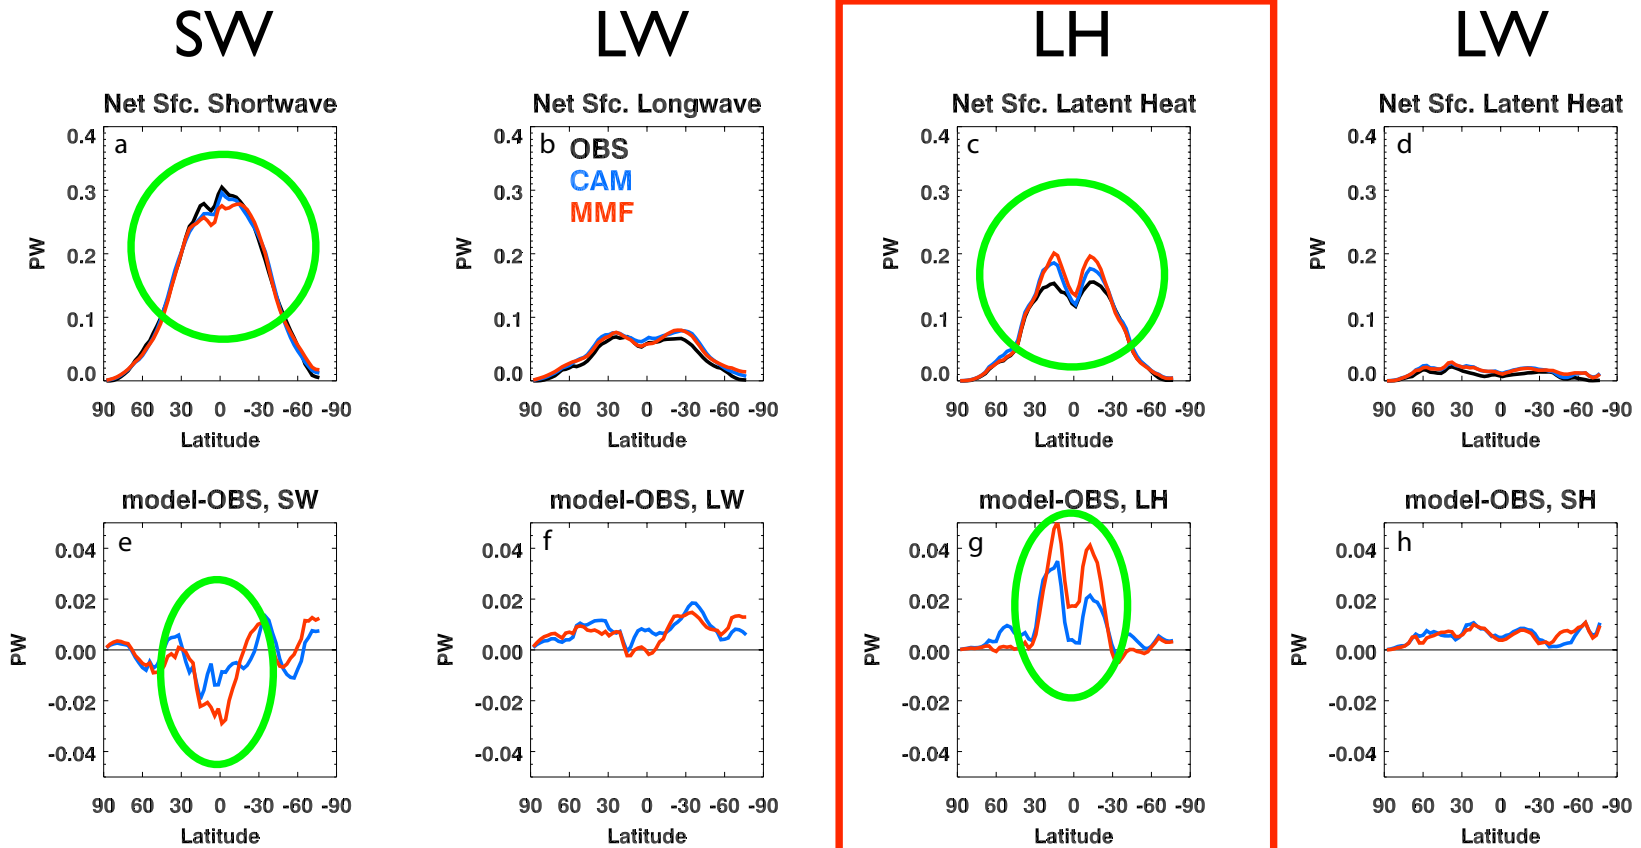 SW LW LH LW
Net Sfc. Shortwave Net Sfc. Longwave Net Sfc. Latent Heat Net Sfc. Latent Heat
0.4 a 0.4 b 0.4 c 0.4 d
OBS
CAM
MMF
0.3 0.3 0.3 0.3
0.2 0.2 0.2 0.2
PW PW PW PW
0.1 0.1 0.1 0.1
0.0 0.0 0.0 0.0
90 60 30 0 -30 -60 -90 90 60 30 0 -30 -60 -90 90 60 30 0 -30 -60 -90 90 60 30 0 -30 -60 -90
Latitude Latitude Latitude Latitude
model-OBS, SW model-OBS, LW model-OBS, LH model-OBS, SH
e f g h
0.04 0.04 0.04 0.04
0.02 0.02 0.02 0.02
PW PW PW PW
0.00 0.00 0.00 0.00
-0.02 -0.02 -0.02 -0.02
-0.04 -0.04 -0.04 -0.04
90 60 30 0 -30 -60 -90 90 60 30 0 -30 -60 -90 90 60 30 0 -30 -60 -90 90 60 30 0 -30 -60 -90
Latitude Latitude Latitude Latitude